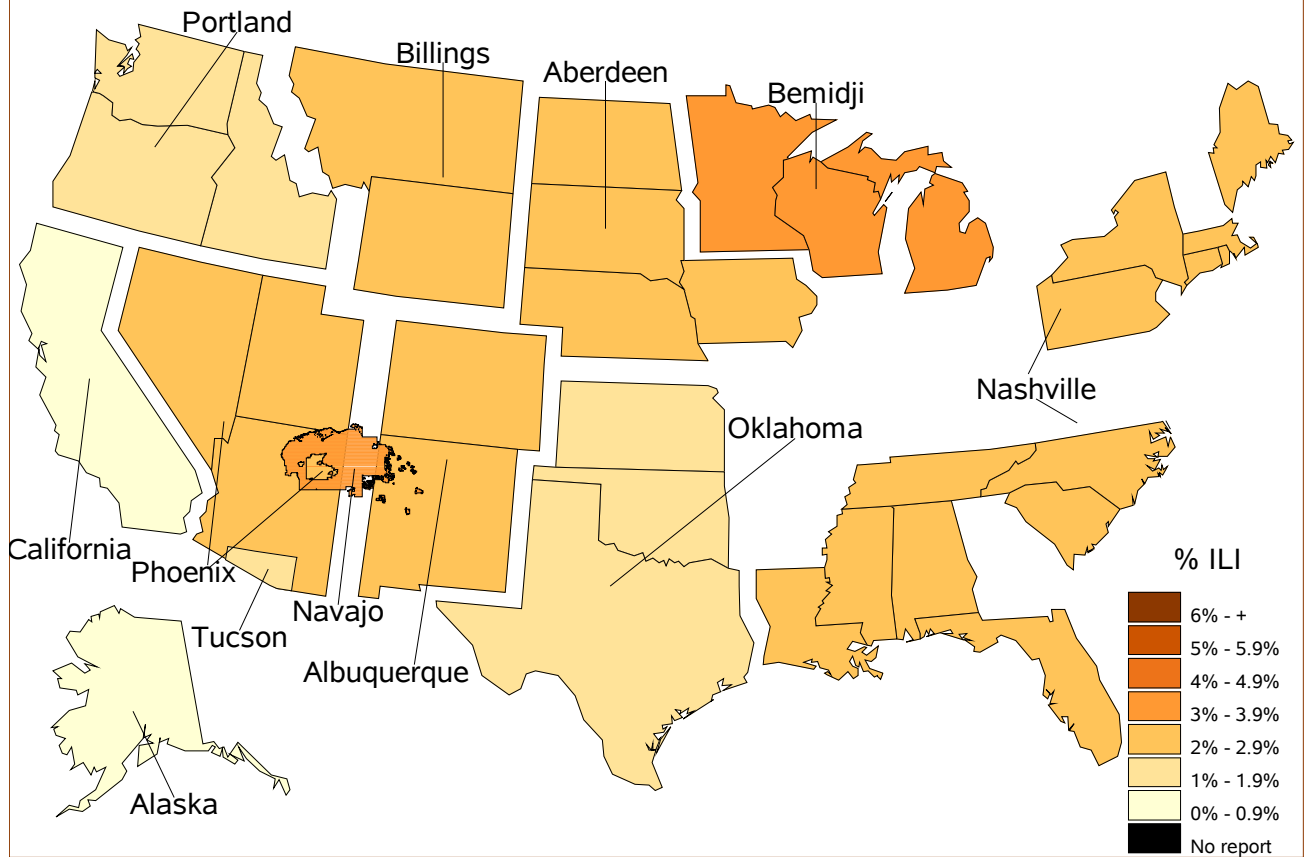 Portland
Billings
Aberdeen
Bemidji
Nashville
Oklahoma
California
Phoenix
Navajo
Tucson
Albuquerque
Alaska
% ILI
6% - +
5% - 5.9%
4% - 4.9%
3% - 3.9%
2% - 2.9%
1% - 1.9%
0% - 0.9%
No report